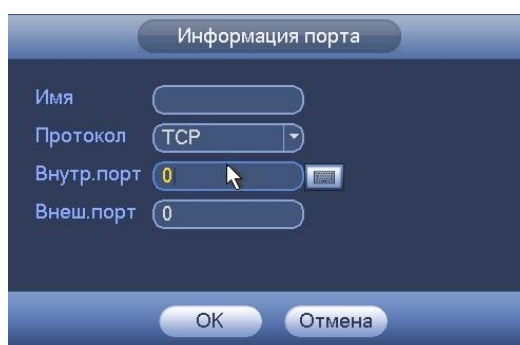 Информация порта
Имя
Протокол TCP
Внутр.порт 0
Внеш.порт 0
OK Отмена